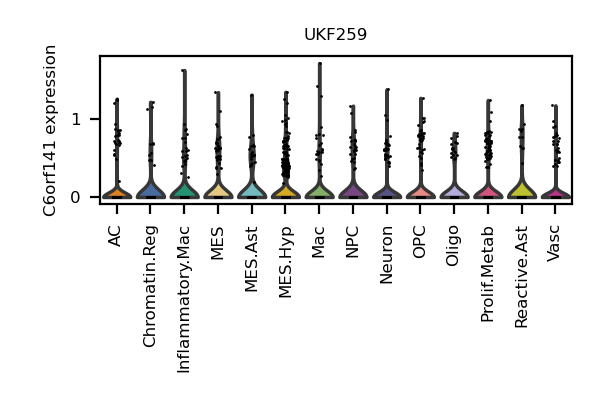 UKF259
C6orf141 expression
1
0
AC
Chromatin.Reg
Inflammatory.Mac
MES
MES.Ast
MES.Hyp
Mac
NPC
Neuron
OPC
Oligo
Prolif.Metab
Reactive.Ast
Vasc